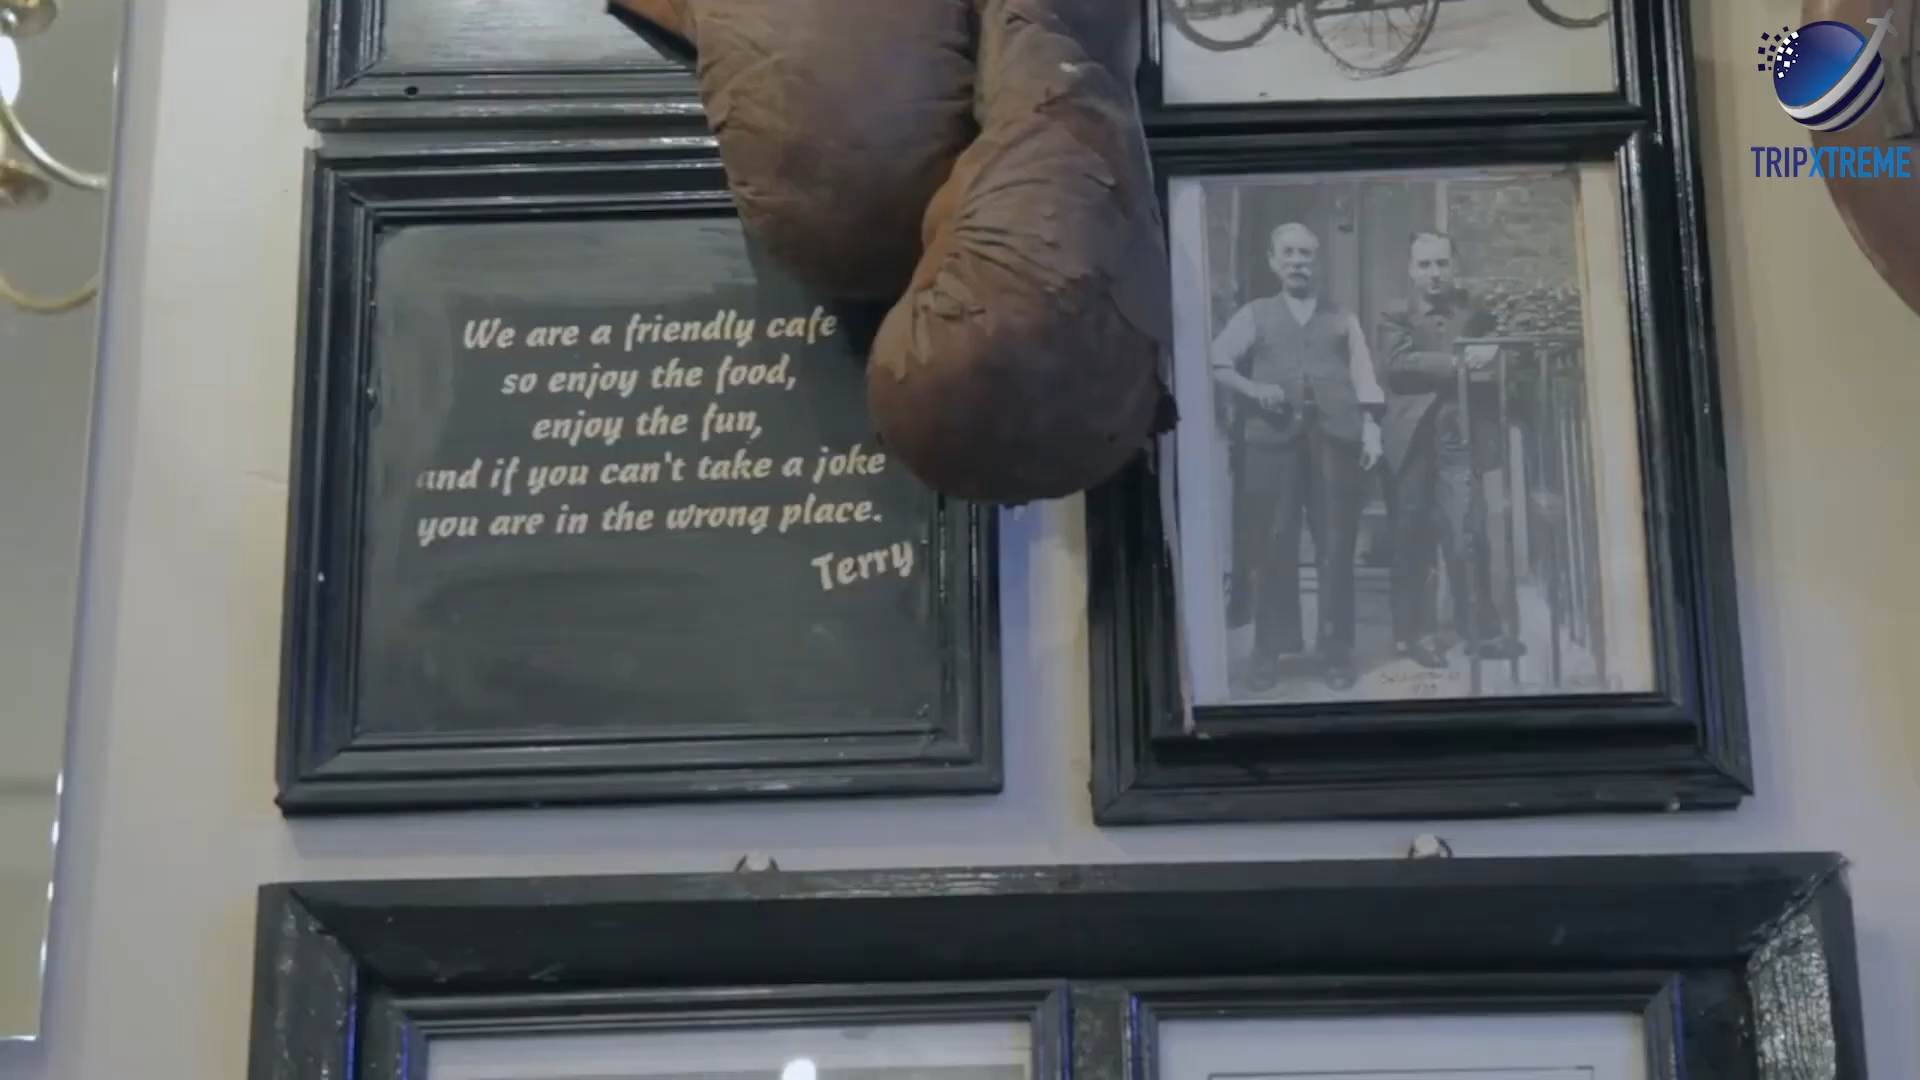 We are a friendly cafe
so enjoy the food,
enjoy the fun,
and if you can't take a joke
you are in the wrong place.
Terry
TRIPXTREME